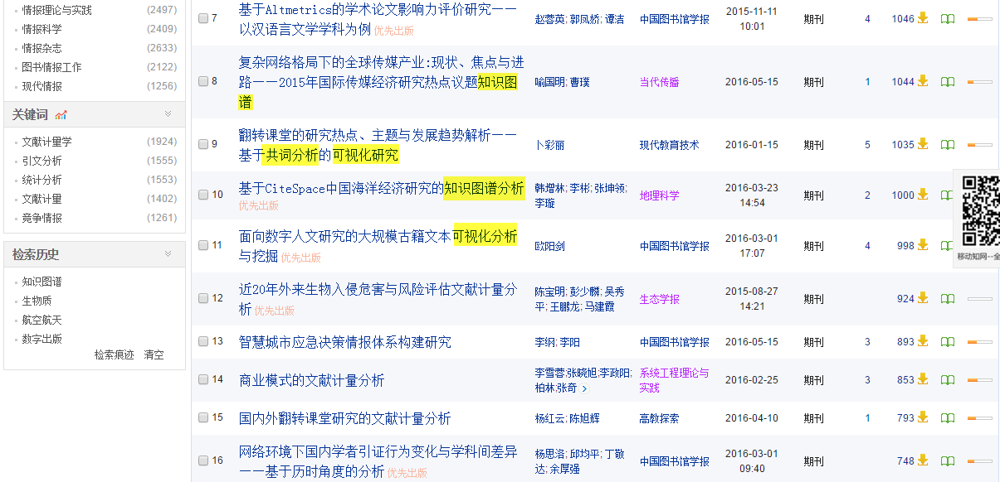 情报理论与实践 (2497)
情报科学 (2409)
情报杂志 (2633)
图书情报工作 (2122)
现代情报 (1256)
关键词
文献计量学 (1924)
引文分析 (1555)
统计分析 (1553)
文献计量 (1402)
竞争情报 (1261)
检索历史
知识图谱
生物质
航空航天
数字出版
检索痕迹 清空
7 基于Altmetrics的学术论文影响力评价研究——
以汉语言文学学科为例 优先出版
赵蓉英; 郭凤娇; 谭洁 中国图书馆学报 2015-11-11
10:01
期刊 4 1046
8 复杂网络格局下的全球传媒产业:现状、焦点与进
路——2015年国际传媒经济研究热点议题知识图
谱
喻国明; 曹璞 当代传播 2016-05-15 期刊 1 1044
9 翻转课堂的研究热点、主题与发展趋势解析——
基于共词分析的可视化研究
卜彩丽 现代教育技术 2016-01-15 期刊 5 1035
10 基于CiteSpace中国海洋经济研究的知识图谱分析
优先出版
韩增林; 李彬; 张坤领;
李璇
地理科学 2016-03-23
14:54
期刊 2 1000
11 面向数字人文研究的大规模古籍文本可视化分析
与挖掘 优先出版
欧阳剑 中国图书馆学报 2016-03-01
17:07
期刊 4 998
12 近20年外来生物入侵危害与风险评估文献计量分
析 优先出版
陈宝明; 彭少麟; 吴秀
平; 王鹏龙; 马建霞
生态学报 2015-08-27
14:21
期刊 924
13 智慧城市应急决策情报体系构建研究 李纲; 李阳 中国图书馆学报 2016-05-15 期刊 3 893
14 商业模式的文献计量分析
李雪蓉;张晓旭;李政阳;
柏林;张奇
系统工程理论与
实践
2016-02-25 期刊 3 853
15 国内外翻转课堂研究的文献计量分析 杨红云; 陈旭辉 高教探索 2016-04-10 期刊 1 793
16 网络环境下国内学者引证行为变化与学科间差异
——基于历时角度的分析 优先出版
杨思洛; 邱均平; 丁敬
达; 余厚强
中国图书馆学报 2016-03-01
09:40
期刊 748
移动知网--全